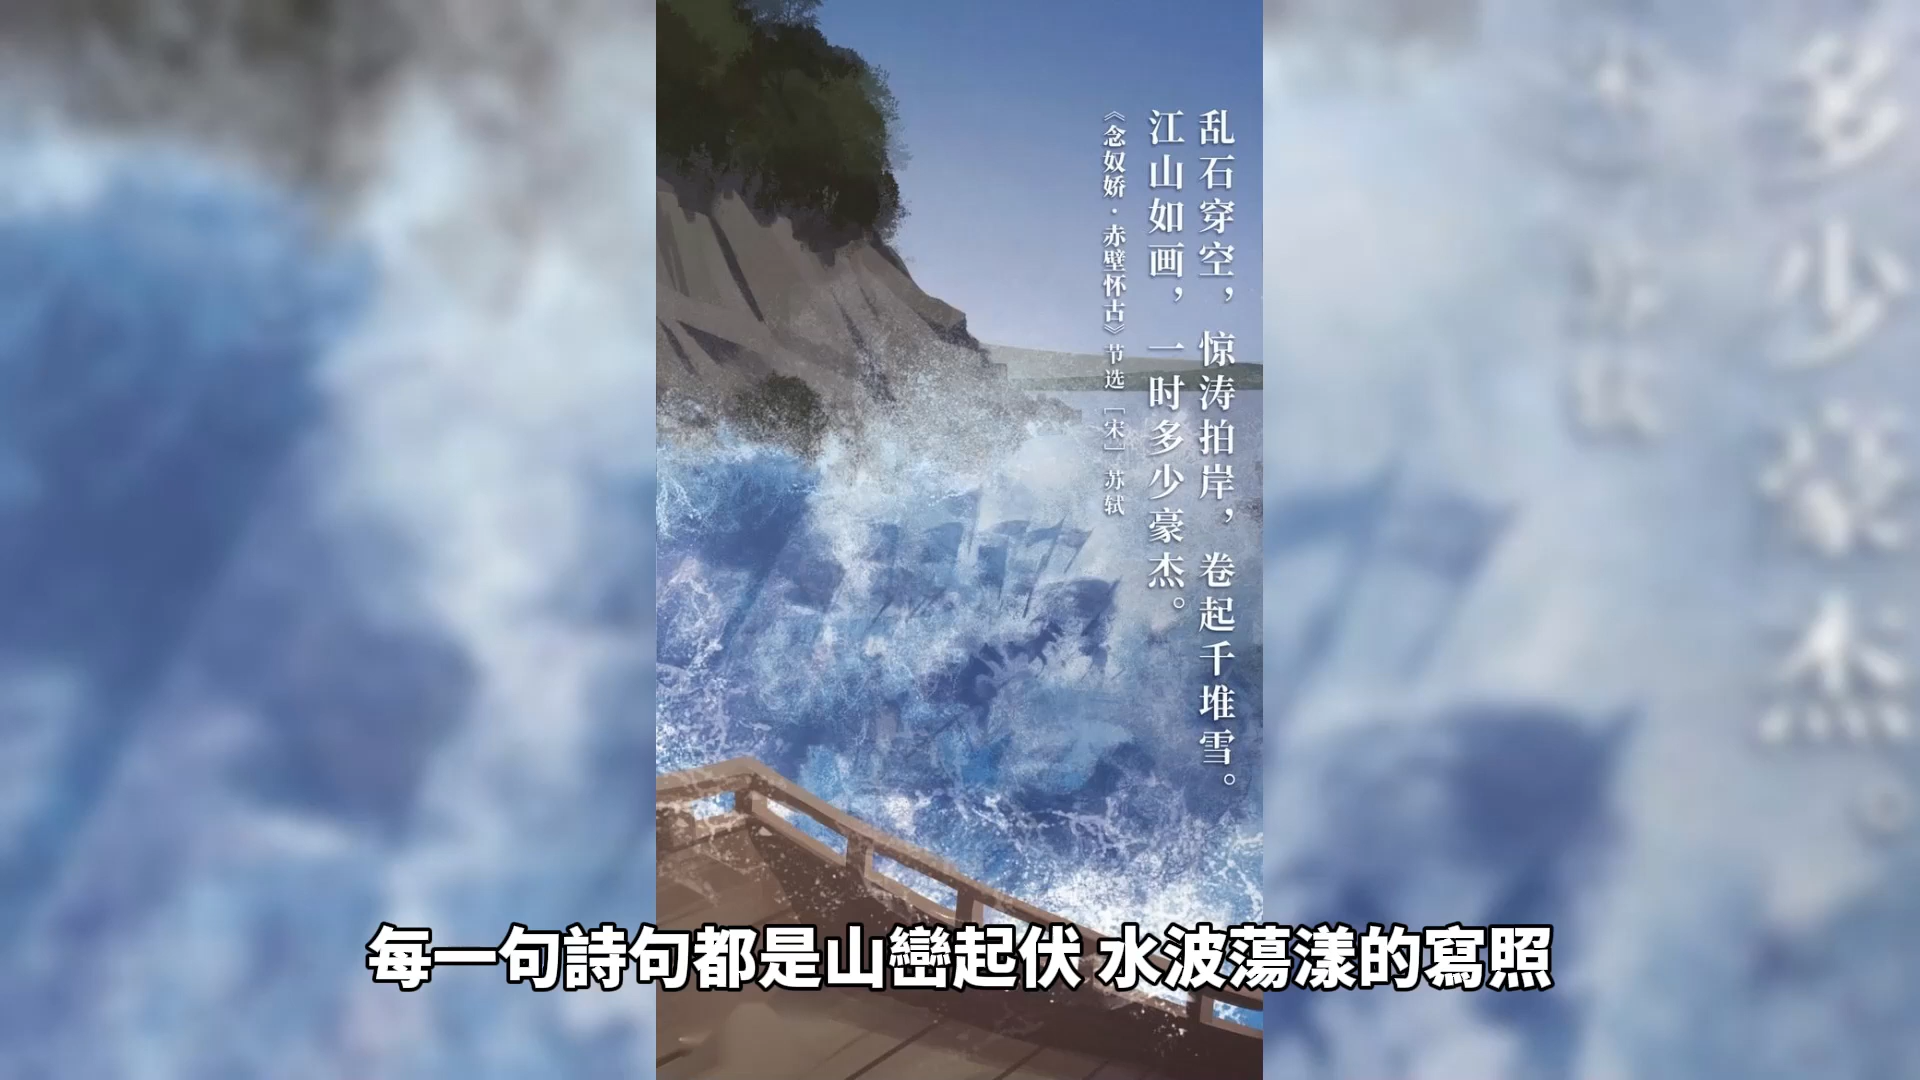 乱石穿空，惊涛拍岸，卷起千堆雪。
江山如画，一时多少豪杰。
《念奴娇·赤壁怀古》节选［宋］苏轼
每一句詩句都是山巒起伏 水波蕩漾的寫照